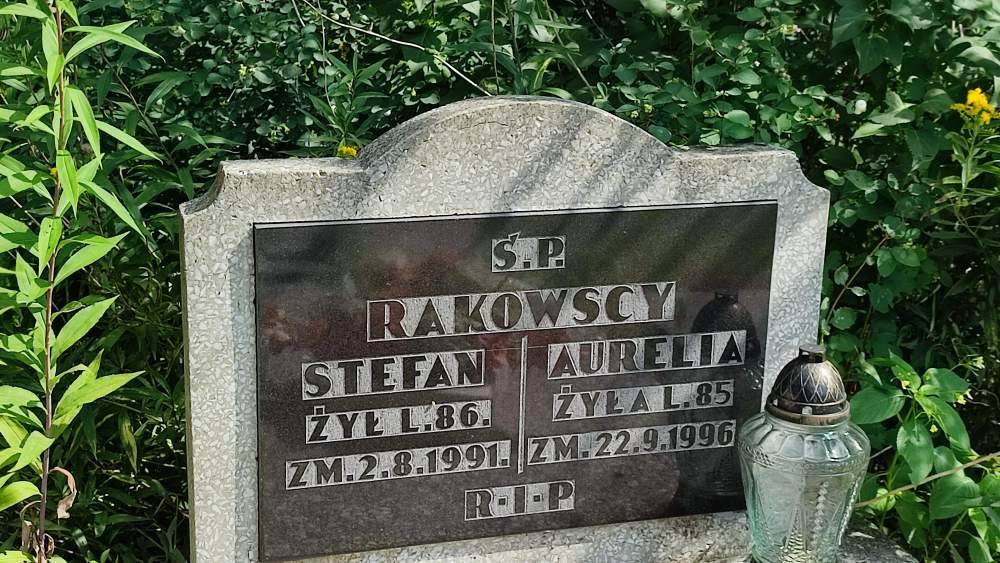 Ś.P.
RAKOWSCY
STEFAN
ŻYŁ L.86.
ZM.2.8.1991.
AURELIA
ŻYŁA L.85
ZM.22.9.1996
R-I-P